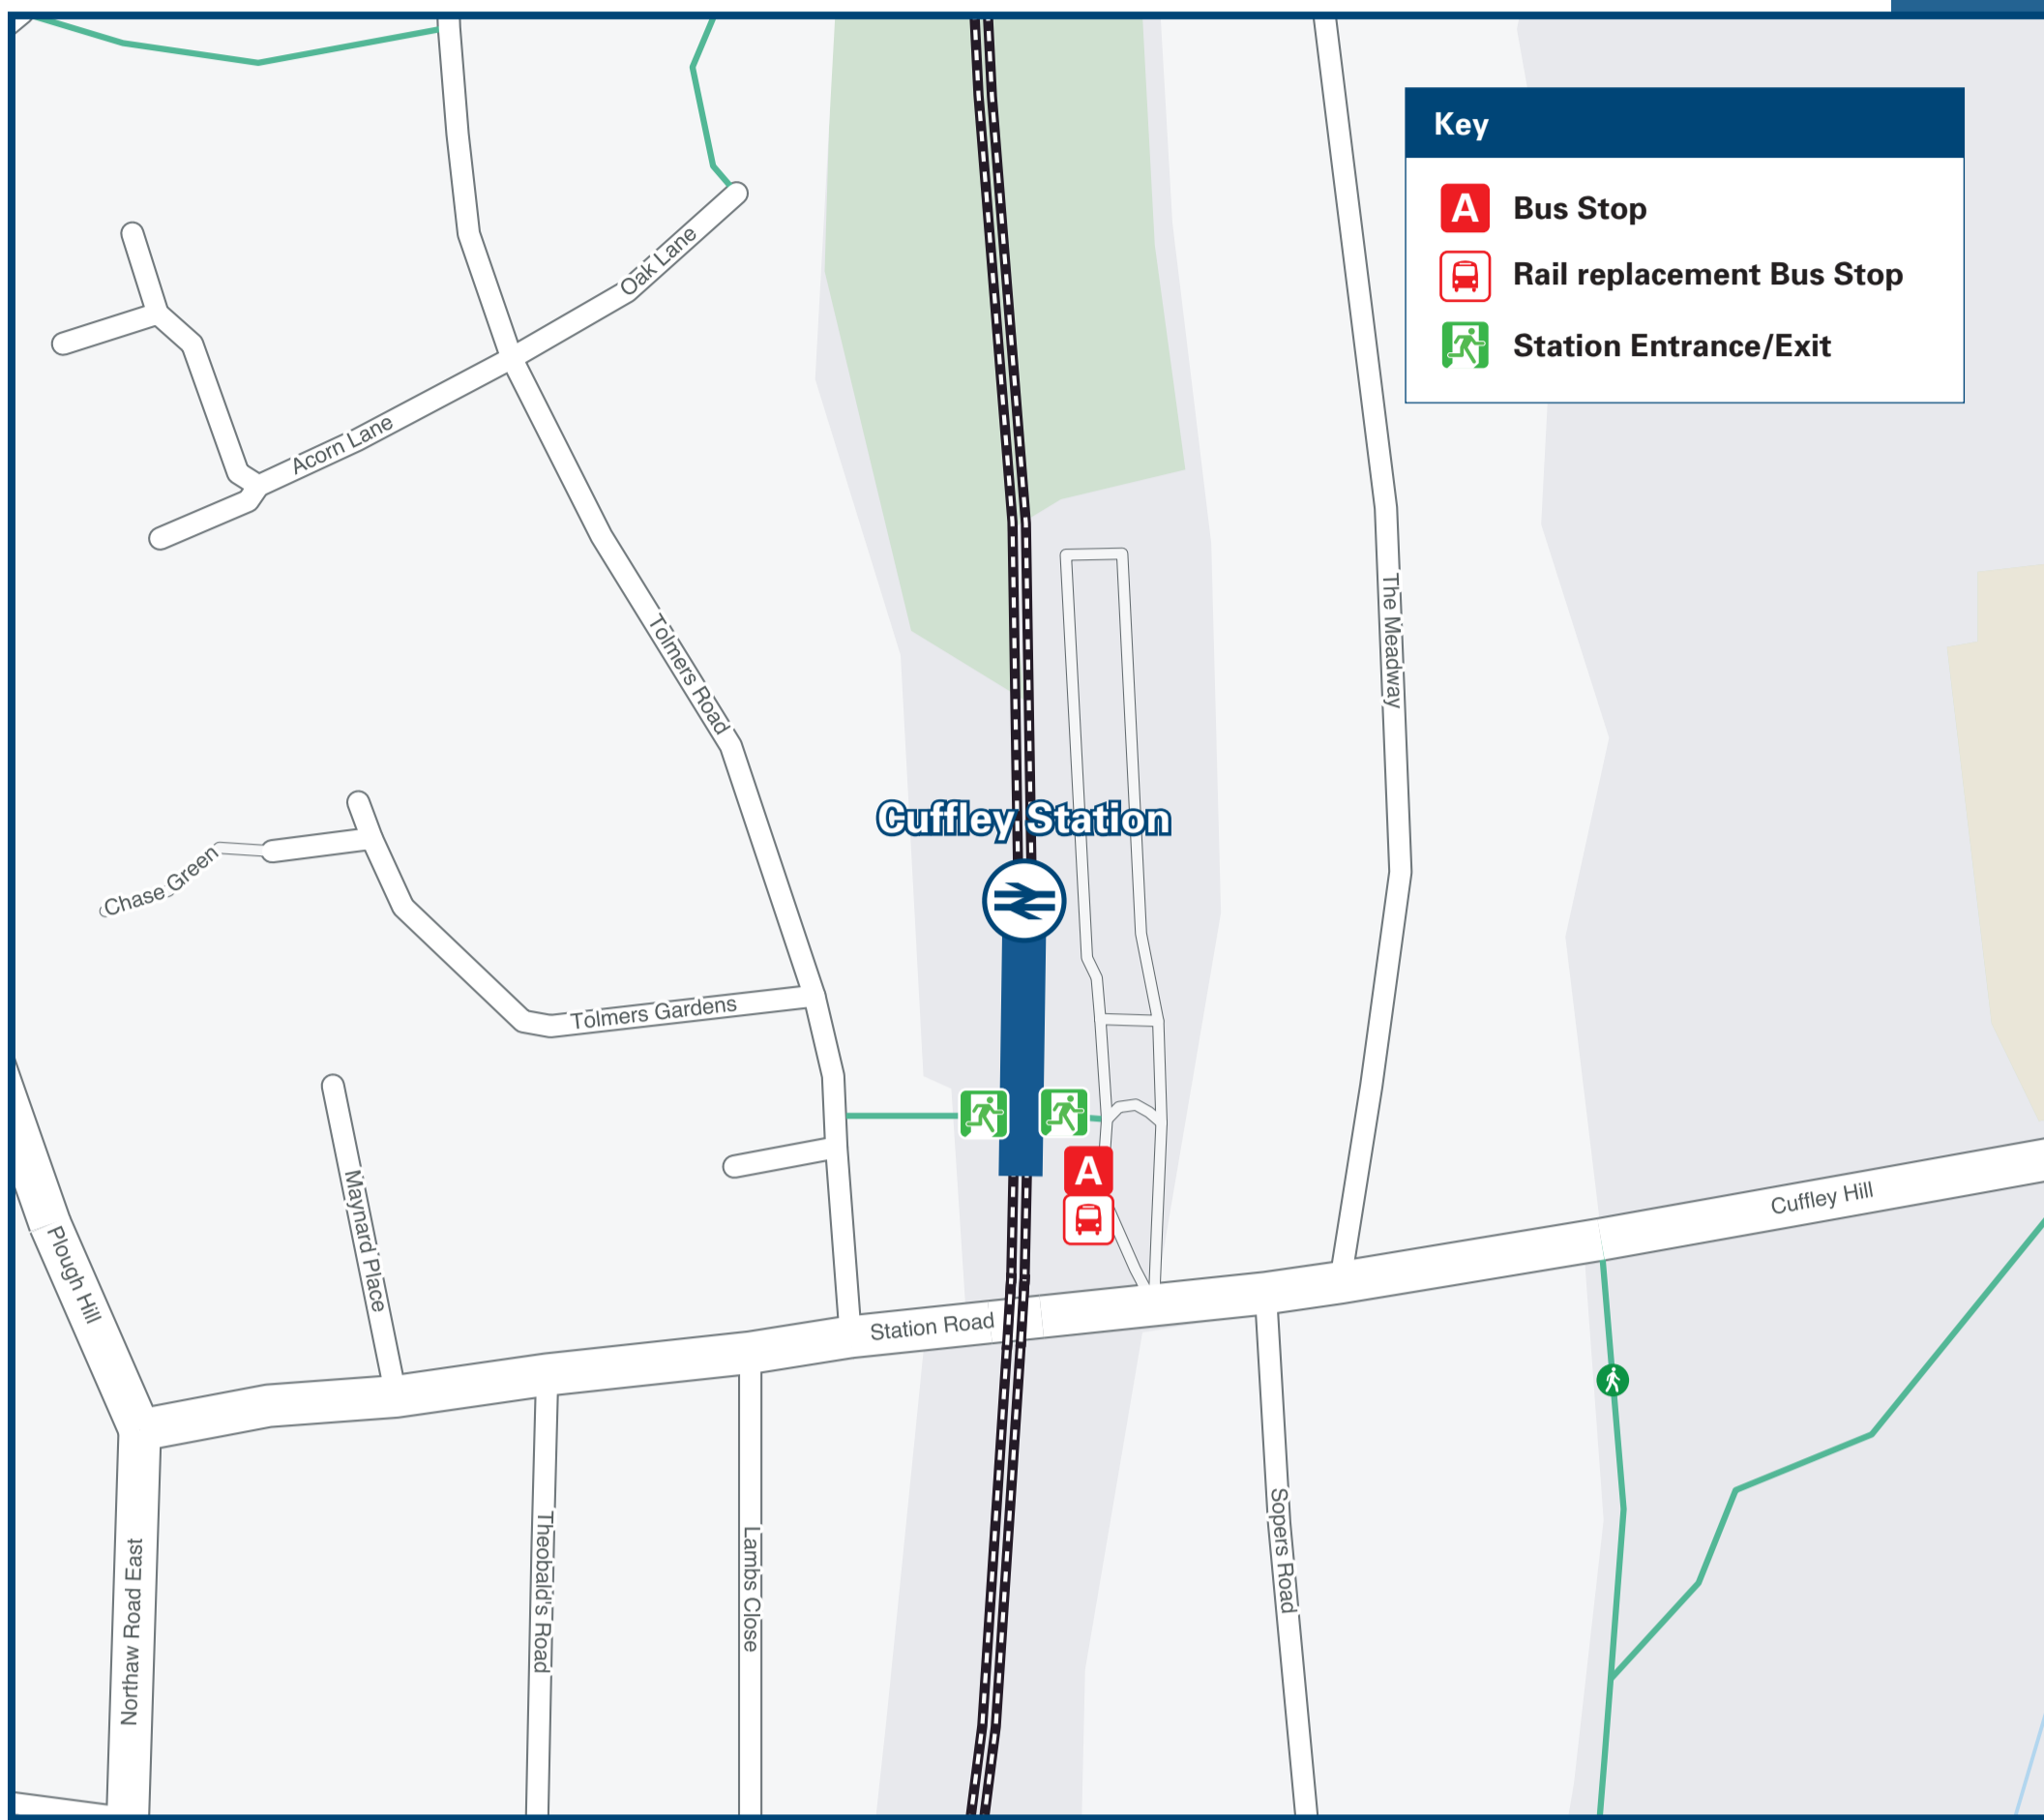 Key
A Bus Stop
Rail replacement Bus Stop
Station Entrance/Exit
Oak Lane
Acorn Lane
Tolmers Road
The Meadway
Cuffley Station
Chase Green
Tolmers Gardens
A
Maynard Place
Plough Hill
Cuffley Hill
Station Road
Northaw Road East
Theobald's Road
Lambs Close
Sopers Road